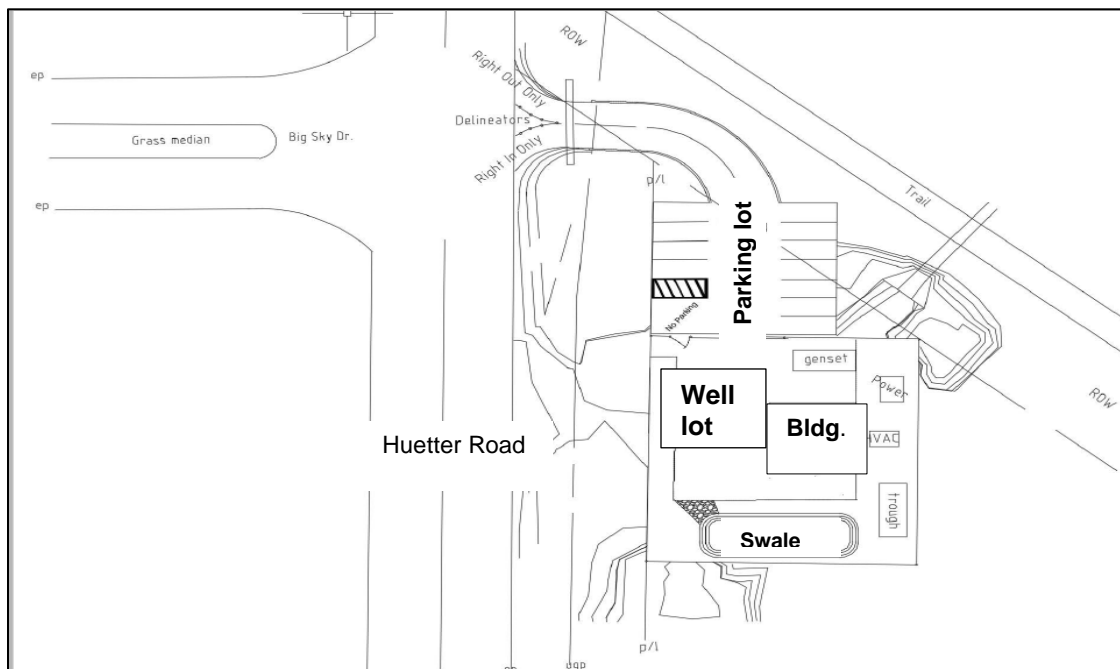 ROW
Right Out Only
ep
Delineators
Grass median
Big Sky Dr.
Right In Only
p/l
Trail
ep
Parking lot
No Parking
genset
Power
ROW
Well
lot
Bldg.
Huetter Road
trough
Swale
p/l
ugp